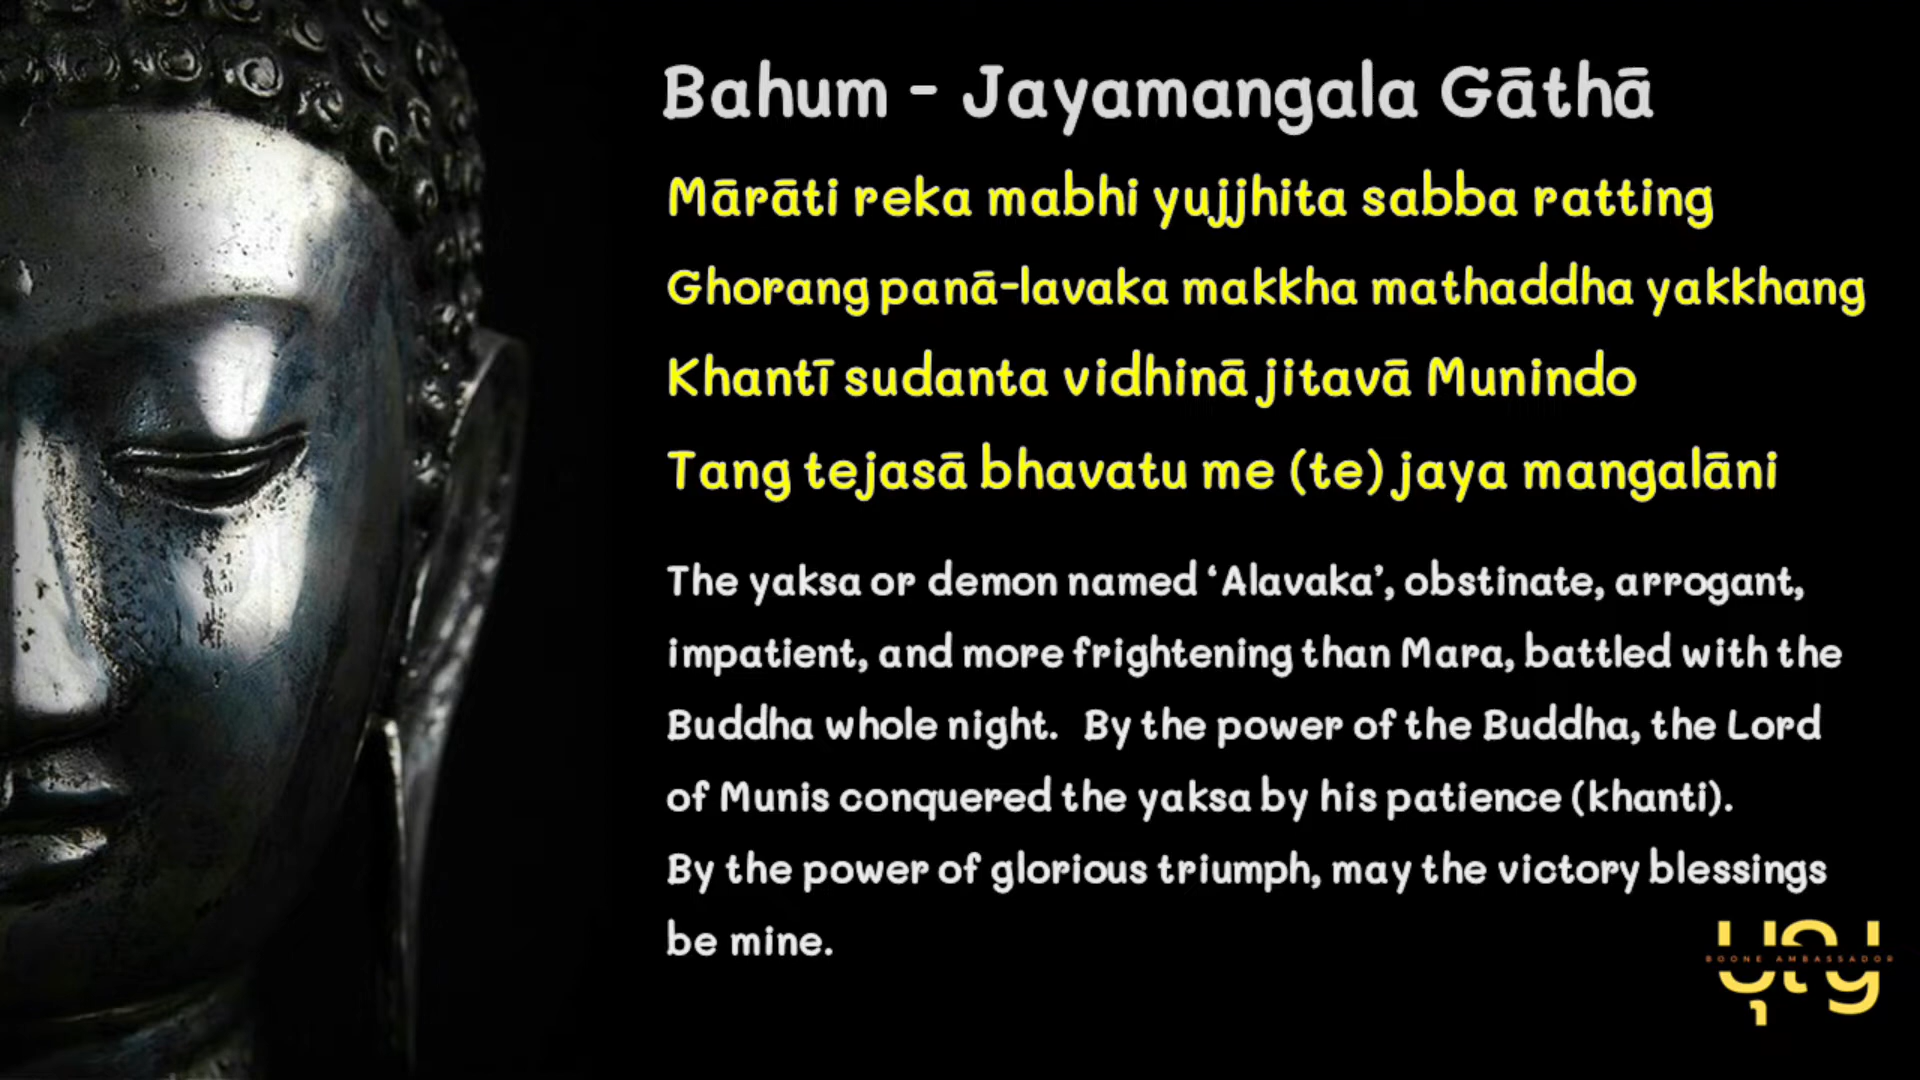 Bahum - Jayamangala Gāthā
Mārāti reka mabhi yujjhita sabba ratting
Ghorang panā-lavaka makkha mathaddha yakkhang
Khantī sudanta vidhinā jitavā Munindo
Tang tejasā bhavatu me (te) jaya mangalāni
The yaksa or demon named ‘Alavaka’, obstinate, arrogant,
impatient, and more frightening than Mara, battled with the
Buddha whole night.  By the power of the Buddha, the Lord
of Munis conquered the yaksa by his patience (khanti).
By the power of glorious triumph, may the victory blessings
be mine.
บุญ
BOONE AMBASSADOR